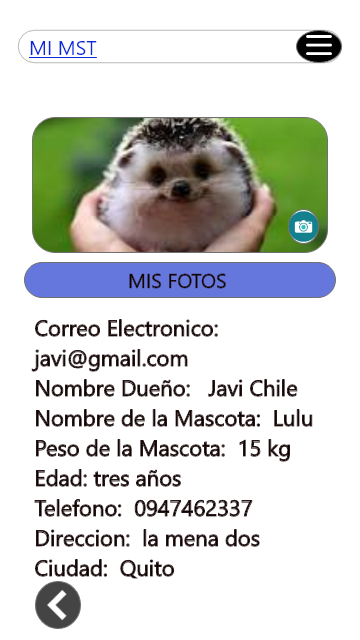 MI MST
MIS FOTOS
Correo Electronico:
javi@gmail.com
Nombre Dueño: Javi Chile
Nombre de la Mascota: Lulu
Peso de la Mascota: 15 kg
Edad: tres años
Telefono: 0947462337
Direccion: la mena dos
Ciudad: Quito